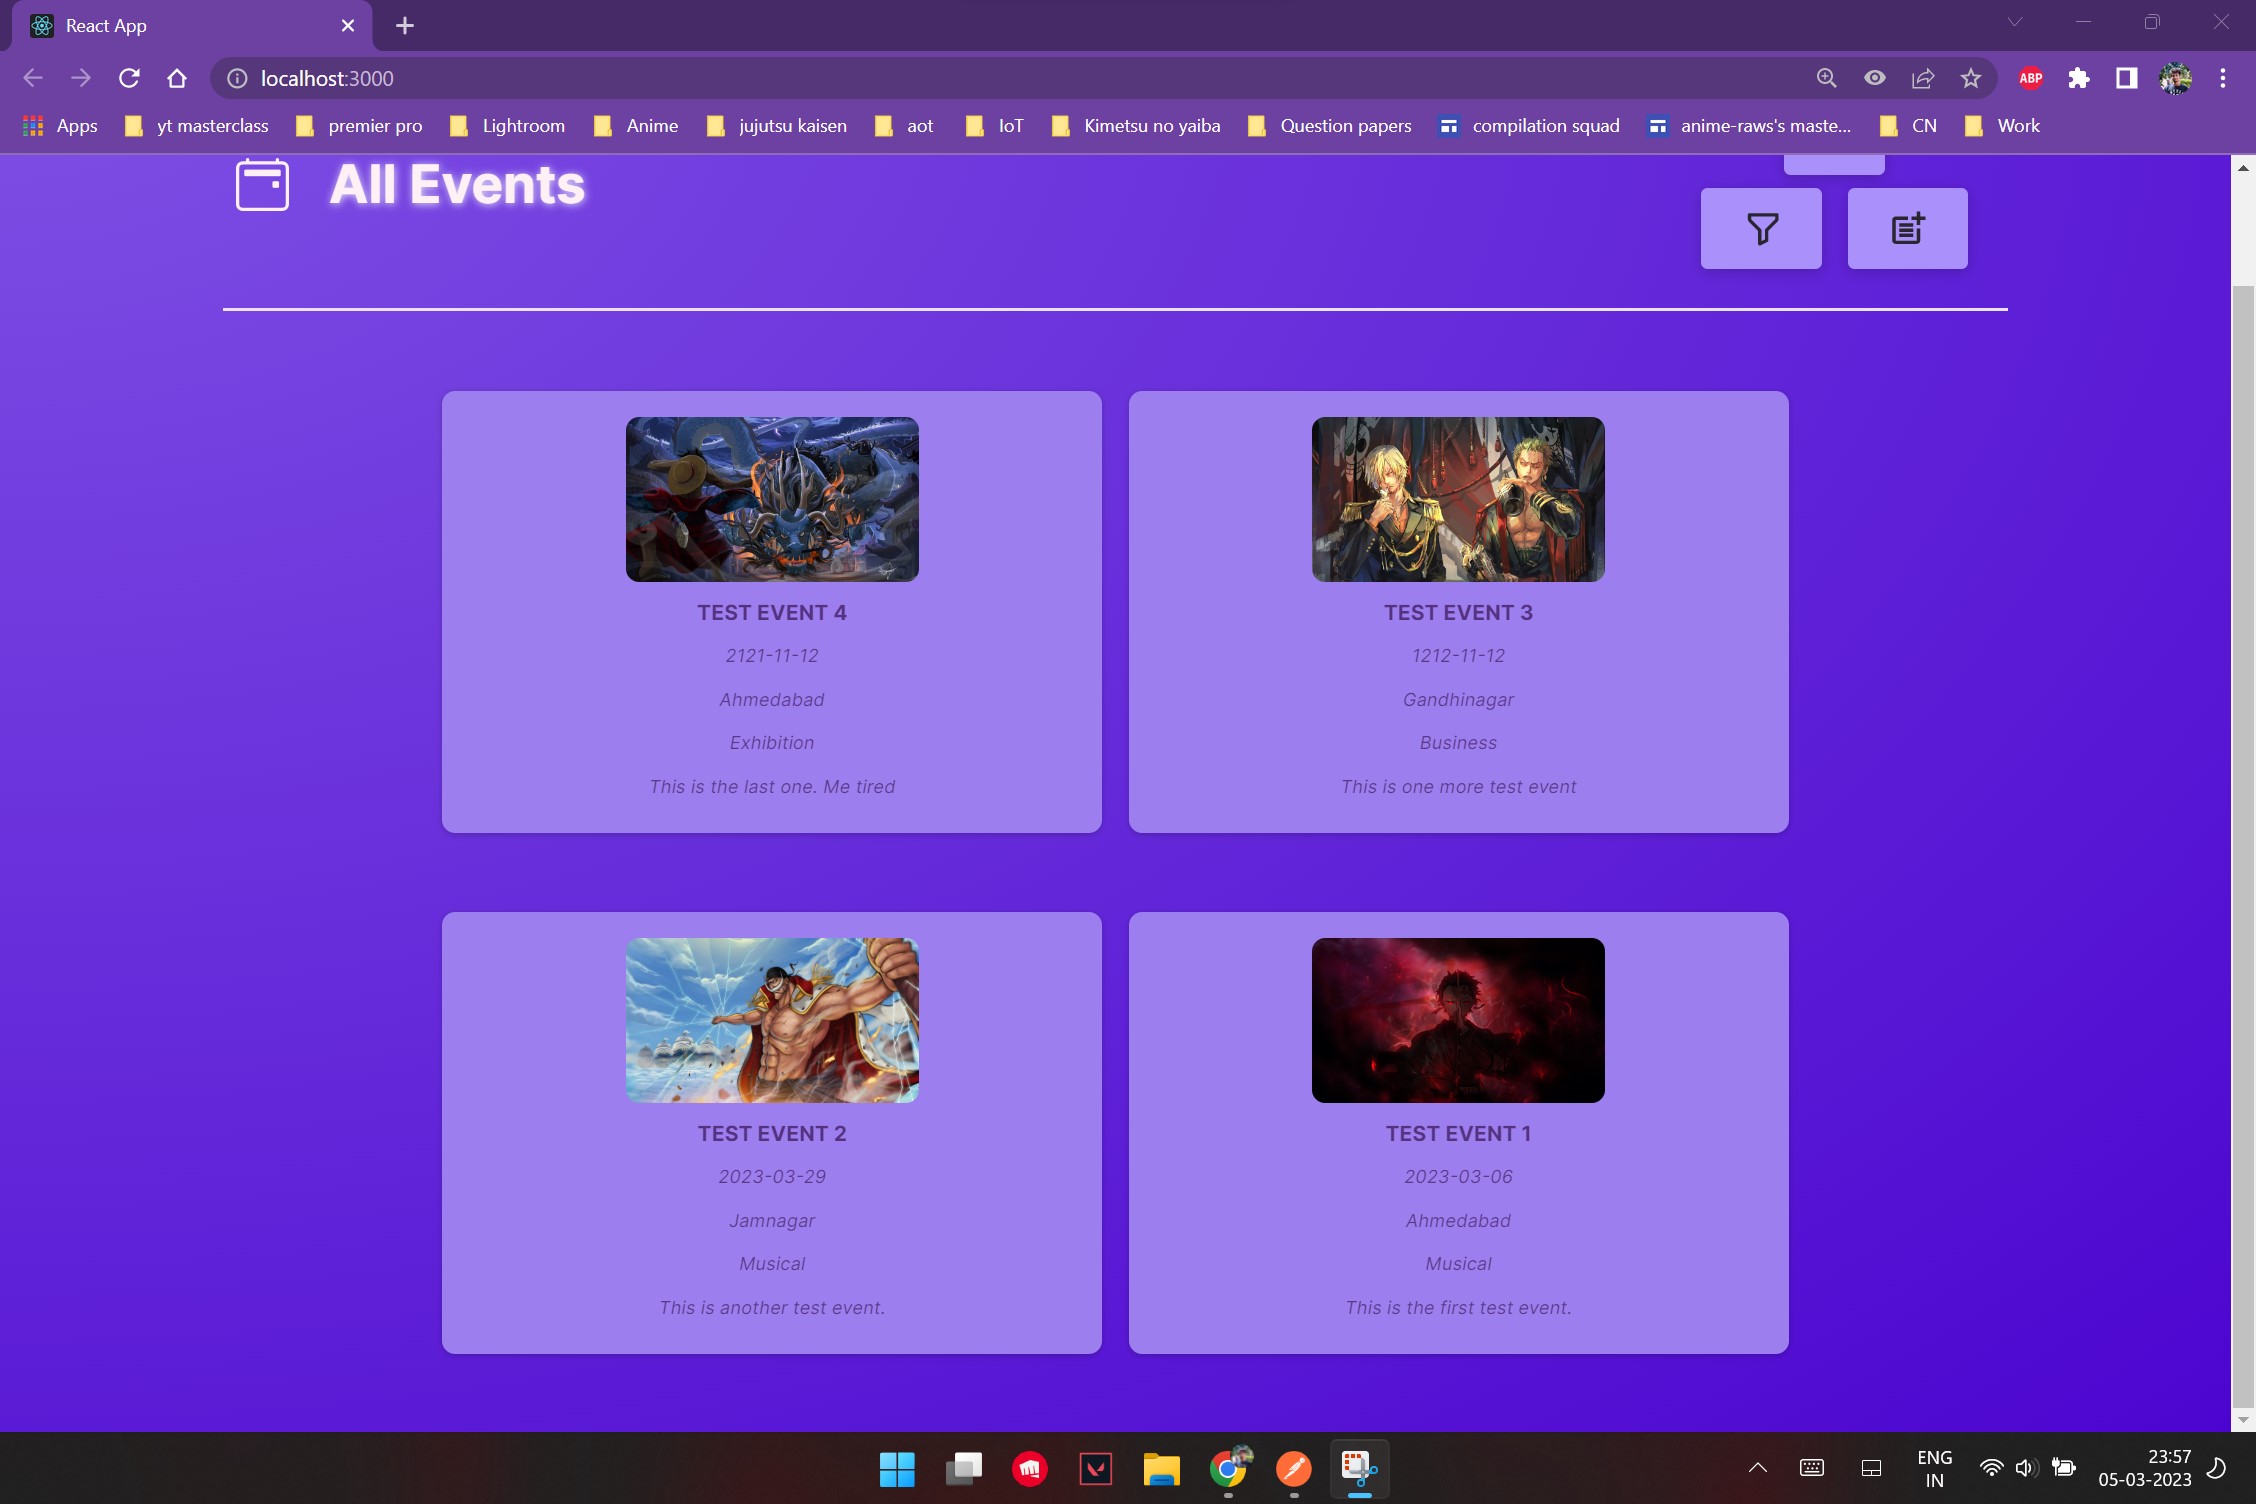 React App
localhost:3000
ABP
Apps yt masterclass premier pro Lightroom Anime jujutsu kaisen aot IoT Kimetsu no yaiba Question papers compilation squad anime-raws's maste... CN Work
All Events
TEST EVENT 4
2121-11-12
Ahmedabad
Exhibition
This is the last one. Me tired
TEST EVENT 3
1212-11-12
Gandhinagar
Business
This is one more test event
TEST EVENT 2
2023-03-29
Jamnagar
Musical
This is another test event.
TEST EVENT 1
2023-03-06
Ahmedabad
Musical
This is the first test event.
ENG
IN
23:57
05-03-2023